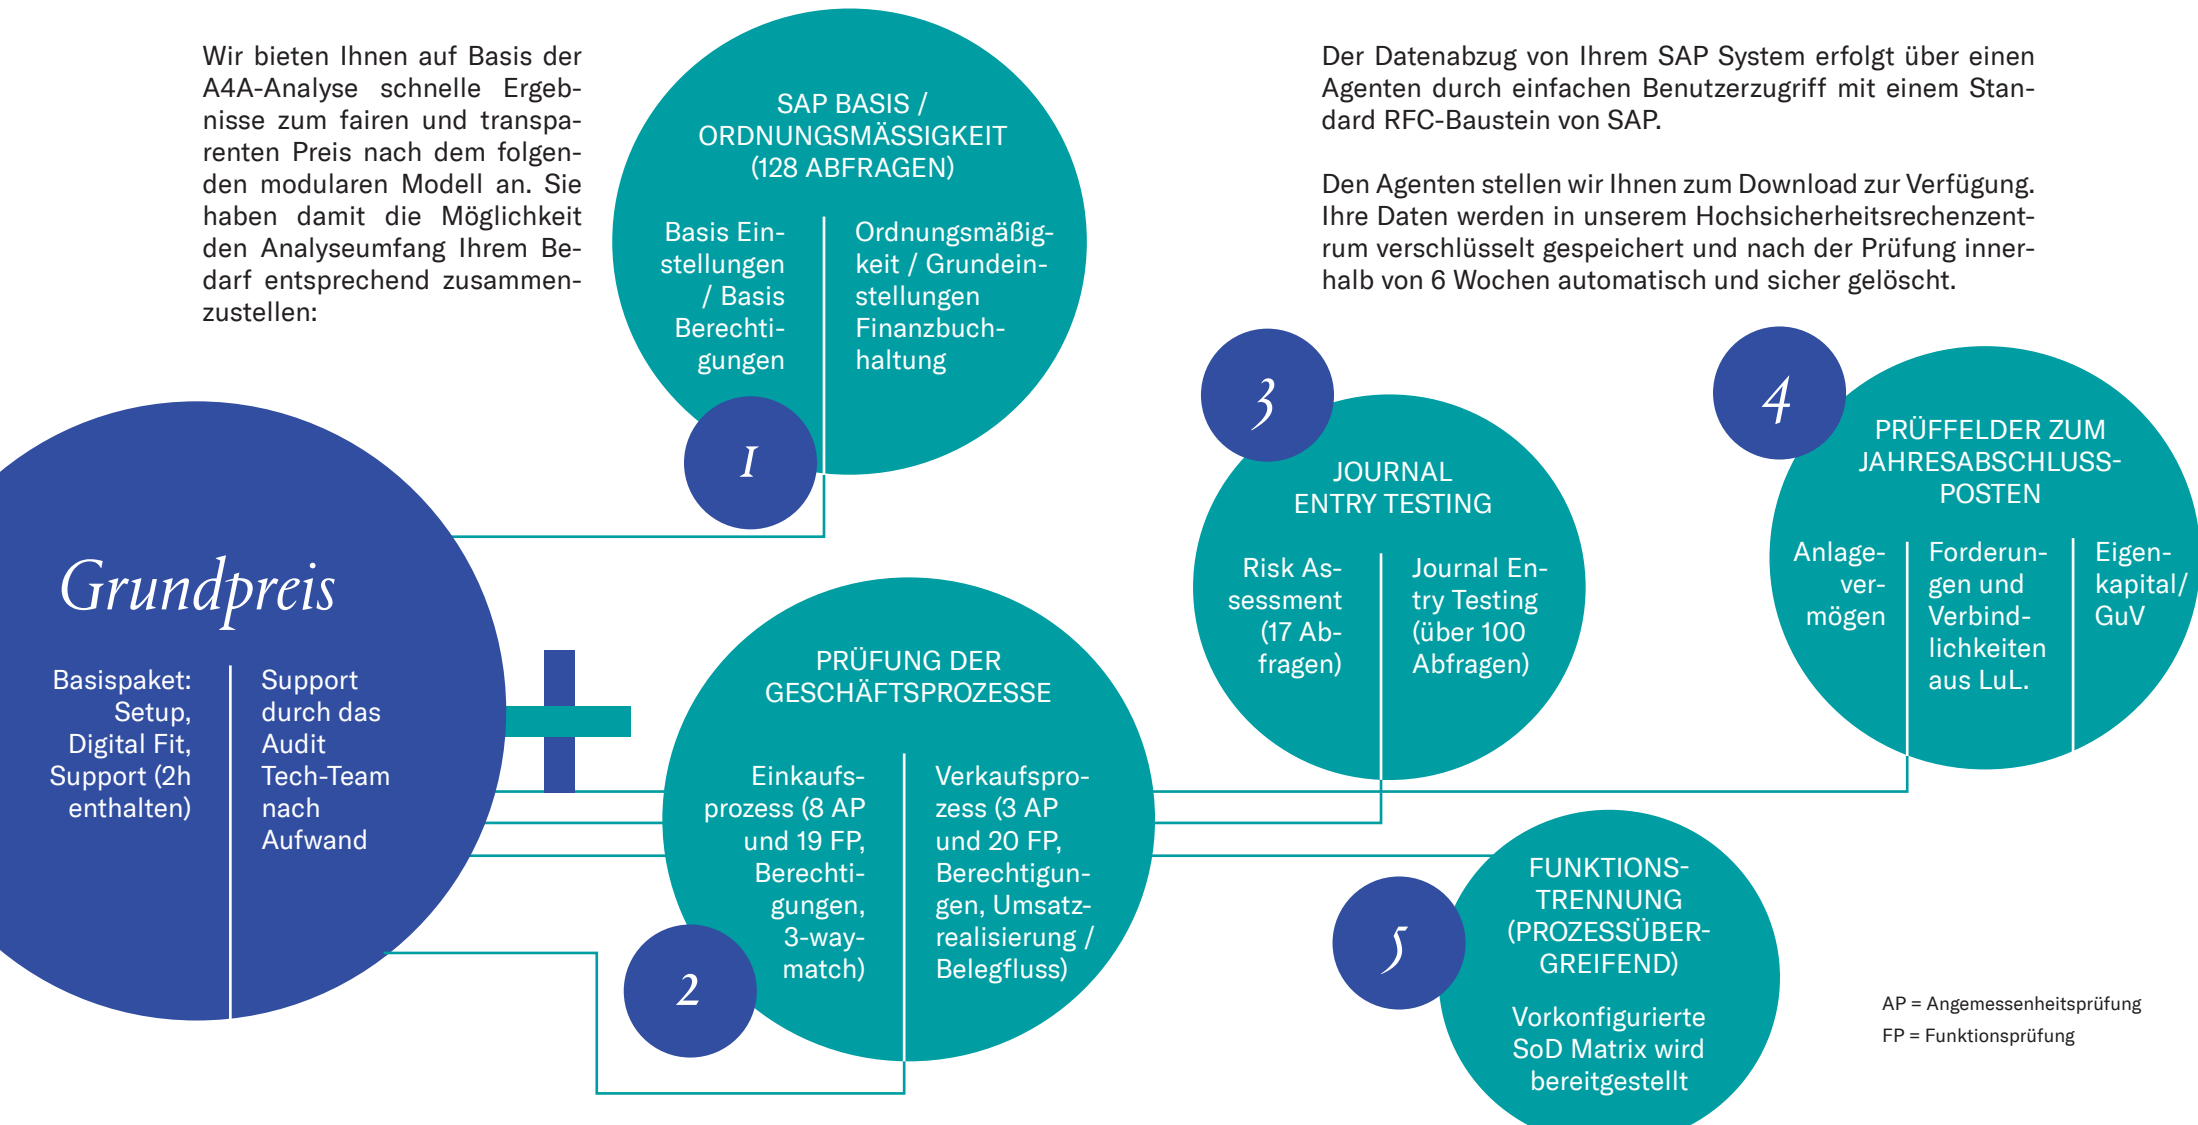 Wir bieten Ihnen auf Basis der
A4A-Analyse schnelle Ergeb-
nisse zum fairen und transpa-
renten Preis nach dem folgen-
den modularen Modell an. Sie
haben damit die Möglichkeit
den Analyseumfang Ihrem Be-
darf entsprechend zusammen-
zustellen:
SAP BASIS /
ORDNUNGSMÄSSIGKEIT
(128 ABFRAGEN)
Basis Ein-
stellungen
/ Basis
Berechti-
gungen
Ordnungsmäßig-
keit / Grundein-
stellungen
Finanzbuch-
haltung
1
Der Datenabzug von Ihrem SAP System erfolgt über einen
Agenten durch einfachen Benutzerzugriff mit einem Stan-
dard RFC-Baustein von SAP.
Den Agenten stellen wir Ihnen zum Download zur Verfügung.
Ihre Daten werden in unserem Hochsicherheitsrechenzent-
rum verschlüsselt gespeichert und nach der Prüfung inner-
halb von 6 Wochen automatisch und sicher gelöscht.
Grundpreis
Basispaket:
Setup,
Digital Fit,
Support (2h
enthalten)
Support
durch das
Audit
Tech-Team
nach
Aufwand
PRÜFUNG DER
GESCHÄFTSPROZESSE
Einkaufs-
prozess (8 AP
und 19 FP,
Berechti-
gungen,
3-way-
match)
Verkaufspro-
zess (3 AP
und 20 FP,
Berechtigun-
gen, Umsatz-
realisierung /
Belegfluss)
2
3
JOURNAL
ENTRY TESTING
Risk As-
sessment
(17 Ab-
fragen)
Journal En-
try Testing
(über 100
Abfragen)
4
PRÜFFELDER ZUM
JAHRESABSCHLUSS-
POSTEN
Anlage-
ver-
mögen
Forderun-
gen und
Verbind-
lichkeiten
aus LuL.
Eigen-
kapital/
GuV
5
FUNKTIONS-
TRENNUNG
(PROZESSÜBER-
GREIFEND)
Vorkonfigurierte
SoD Matrix wird
bereitgestellt
AP = Angemessenheitsprüfung
FP = Funktionsprüfung